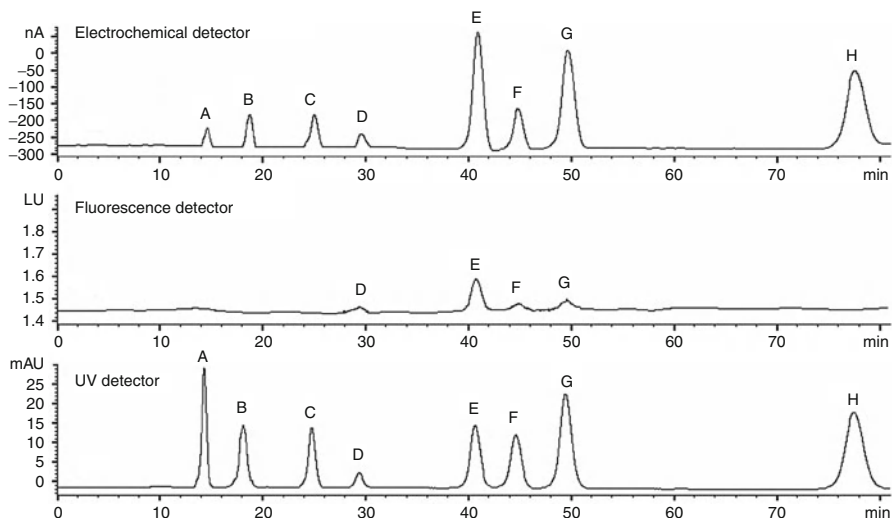 nA Electrochemical detector
E
G
H
F
A B C D
0
−50
−100
−150
−200
−250
−300
0 10 20 30 40 50 60 70 min
LU Fluorescence detector
1.8
1.7
1.6
1.5
1.4
D E F G
0 10 20 30 40 50 60 70 min
mAU UV detector
A
B C D E F G H
25
20
15
10
5
0
0 10 20 30 40 50 60 70 min